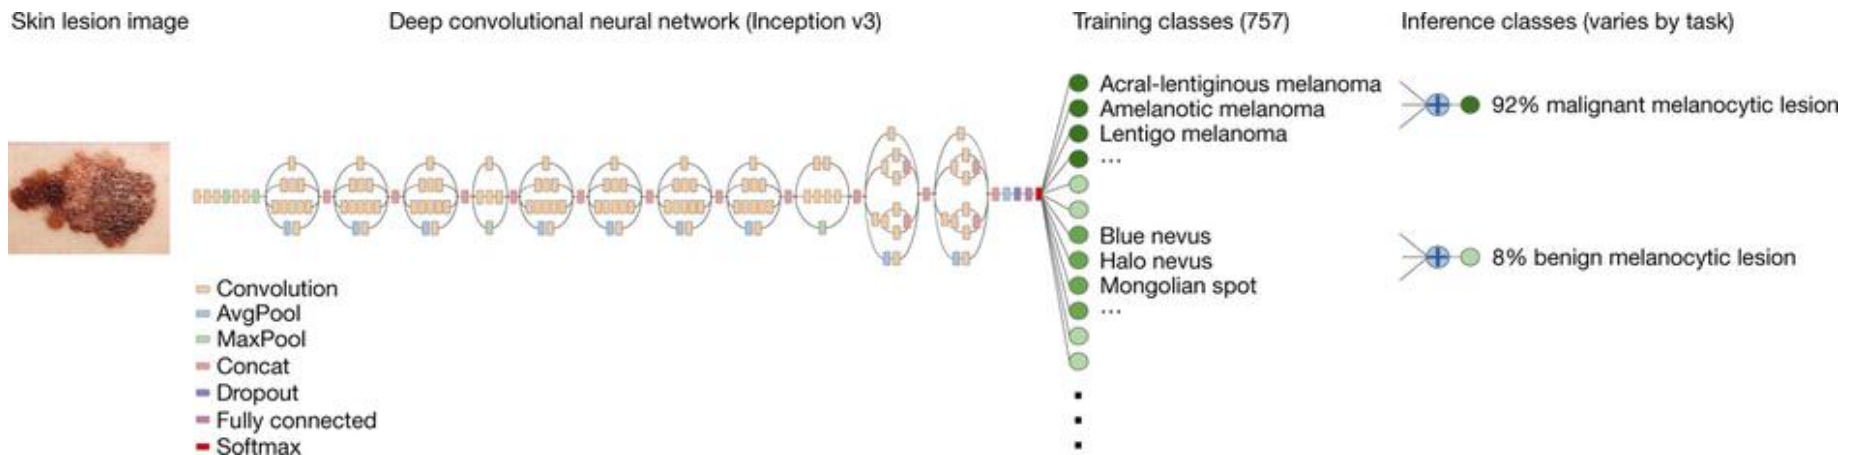 Skin lesion image
Deep convolutional neural network (Inception v3)
Training classes (757)
Inference classes (varies by task)
Acral-lentiginous melanoma
Amelanotic melanoma
Lentigo melanoma
...
Blue nevus
Halo nevus
Mongolian spot
...
92% malignant melanocytic lesion
8% benign melanocytic lesion
Convolution
AvgPool
MaxPool
Concat
Dropout
Fully connected
Softmax